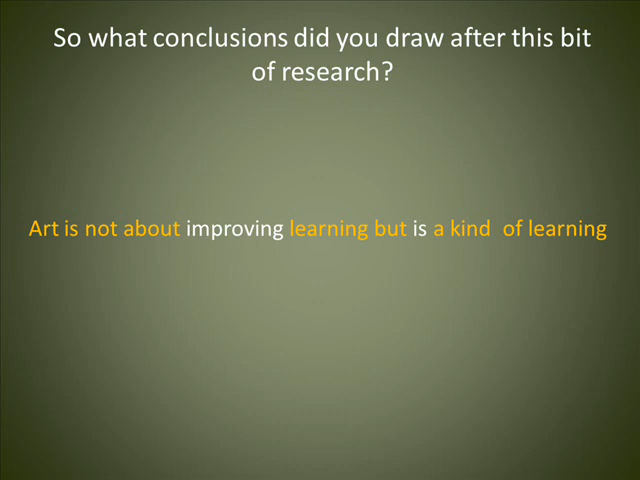 So what conclusions did you draw after this bit
of research?
Art is not about improving learning but is a kind of learning